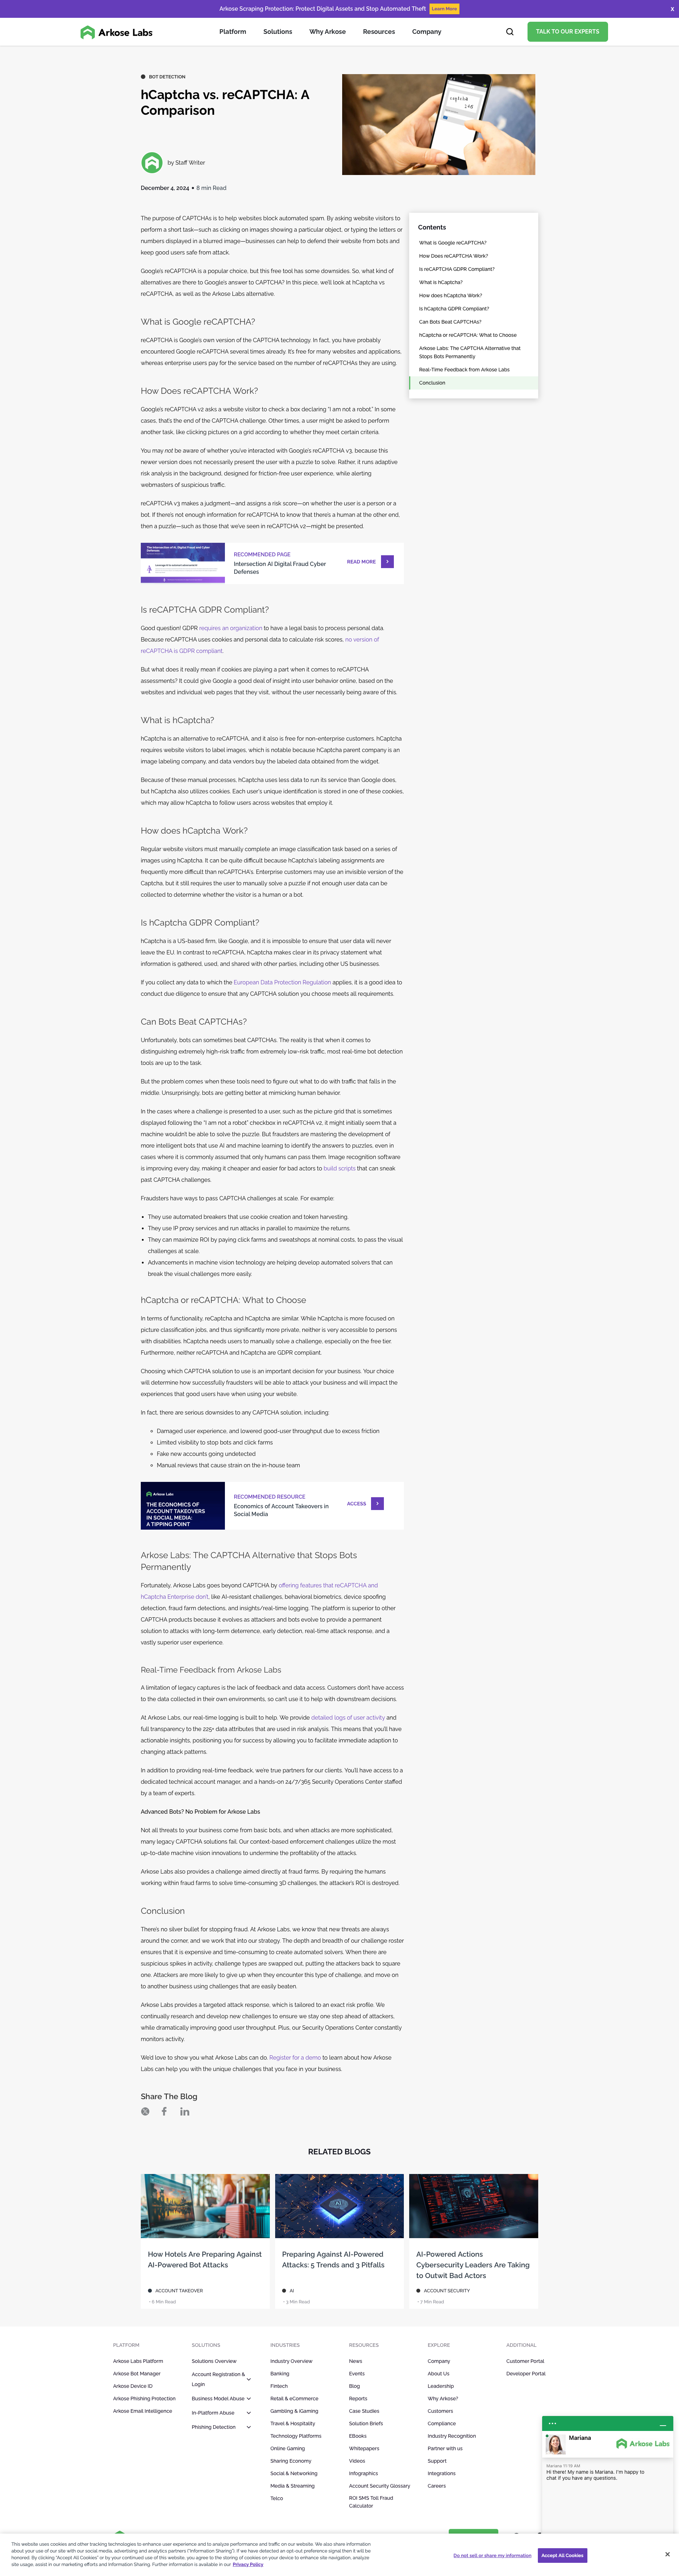 Arkose Scraping Protection: Protect Digital Assets and Stop Automated Theft Learn More X
Arkose Labs Platform Solutions Why Arkose Resources Company TALK TO OUR EXPERTS
BOT DETECTION
hCaptcha vs. reCAPTCHA: A
Comparison
by Staff Writer
December 4, 2024 • 8 min Read
The purpose of CAPTCHAs is to help websites block automated spam. By asking website visitors to
perform a short task—such as clicking on images showing a particular object, or typing the letters or
numbers displayed in a blurred image—businesses can help to defend their website from bots and
keep good users safe from attack.
Google's reCAPTCHA is a popular choice, but this free tool has some downsides. So, what kind of
alternatives are there to Google's answer to CAPTCHA? In this piece, we'll look at hCaptcha vs
reCAPTCHA, as well as the Arkose Labs alternative.
Contents
What is Google reCAPTCHA?
How Does reCAPTCHA Work?
Is reCAPTCHA GDPR Compliant?
What is hCaptcha?
How does hCaptcha Work?
Is hCaptcha GDPR Compliant?
Can Bots Beat CAPTCHAs?
hCaptcha or reCAPTCHA: What to Choose
Arkose Labs: The CAPTCHA Alternative that
Stops Bots Permanently
Real-Time Feedback from Arkose Labs
Conclusion
What is Google reCAPTCHA?
reCAPTCHA is Google's own version of the CAPTCHA technology. In fact, you have probably
encountered Google reCAPTCHA several times already. It's free for many websites and applications,
whereas enterprise users pay for the service based on the number of reCAPTCHAs they are using.
How Does reCAPTCHA Work?
Google's reCAPTCHA v2 asks a website visitor to check a box declaring "I am not a robot." In some
cases, that's the end of the CAPTCHA challenge. Other times, a user might be asked to perform
another task, like clicking pictures on a grid according to whether they meet certain criteria.
You may not be aware of whether you've interacted with Google's reCAPTCHA v3, because this
newer version does not necessarily present the user with a puzzle to solve. Rather, it runs adaptive
risk analysis in the background, designed for friction-free user experience, while alerting
webmasters of suspicious traffic.
reCAPTCHA v3 makes a judgment—and assigns a risk score—on whether the user is a person or a
bot. If there's not enough information for reCAPTCHA to know that there's a human at the other end,
then a puzzle—such as those that we've seen in reCAPTCHA v2—might be presented.
RECOMMENDED PAGE
Intersection AI Digital Fraud Cyber
Defenses
READ MORE
Is reCAPTCHA GDPR Compliant?
Good question! GDPR requires an organization to have a legal basis to process personal data.
Because reCAPTCHA uses cookies and personal data to calculate risk scores, no version of
reCAPTCHA is GDPR compliant.
But what does it really mean if cookies are playing a part when it comes to reCAPTCHA
assessments? It could give Google a good deal of insight into user behavior online, based on the
websites and individual web pages that they visit, without the user necessarily being aware of this.
What is hCaptcha?
hCaptcha is an alternative to reCAPTCHA, and it also is free for non-enterprise customers. hCaptcha
requires website visitors to label images, which is notable because hCaptcha parent company is an
image labeling company, and data vendors buy the labeled data obtained from the widget.
Because of these manual processes, hCaptcha uses less data to run its service than Google does,
but hCaptcha also utilizes cookies. Each user's unique identification is stored in one of these cookies,
which may allow hCaptcha to follow users across websites that employ it.
How does hCaptcha Work?
Regular website visitors must manually complete an image classification task based on a series of
images using hCaptcha. It can be quite difficult because hCaptcha's labeling assignments are
frequently more difficult than reCAPTCHA's. Enterprise customers may use an invisible version of the
Captcha, but it still requires the user to manually solve a puzzle if not enough user data can be
collected to determine whether the visitor is a human or a bot.
Is hCaptcha GDPR Compliant?
hCaptcha is a US-based firm, like Google, and it is impossible to ensure that user data will never
leave the EU. In contrast to reCAPTCHA, hCaptcha makes clear in its privacy statement what
information is gathered, used, and shared with other parties, including other US businesses.
If you collect any data to which the European Data Protection Regulation applies, it is a good idea to
conduct due diligence to ensure that any CAPTCHA solution you choose meets all requirements.
Can Bots Beat CAPTCHAs?
Unfortunately, bots can sometimes beat CAPTCHAs. The reality is that when it comes to
distinguishing extremely high-risk traffic from extremely low-risk traffic, most real-time bot detection
tools are up to the task.
But the problem comes when these tools need to figure out what to do with traffic that falls in the
middle. Unsurprisingly, bots are getting better at mimicking human behavior.
In the cases where a challenge is presented to a user, such as the picture grid that is sometimes
displayed following the "I am not a robot" checkbox in reCAPTCHA v2, it might initially seem that a
machine won't be able to solve the puzzle. But fraudsters are mastering the development of
more intelligent bots that use AI and machine learning to identify the answers to puzzles, even in
cases where it is commonly assumed that only humans can pass them. Image recognition software
is improving every day, making it cheaper and easier for bad actors to build scripts that can sneak
past CAPTCHA challenges.
Fraudsters have ways to pass CAPTCHA challenges at scale. For example:
• They use automated breakers that use cookie creation and token harvesting.
• They use IP proxy services and run attacks in parallel to maximize the returns.
• They can maximize ROI by paying click farms and sweatshops at nominal costs, to pass the visual
challenges at scale.
• Advancements in machine vision technology are helping develop automated solvers that can
break the visual challenges more easily.
hCaptcha or reCAPTCHA: What to Choose
In terms of functionality, reCaptcha and hCaptcha are similar. While hCaptcha is more focused on
picture classification jobs, and thus significantly more private, neither is very accessible to persons
with disabilities. hCaptcha needs users to manually solve a challenge, especially on the free tier.
Furthermore, neither reCAPTCHA and hCaptcha are GDPR compliant.
Choosing which CAPTCHA solution to use is an important decision for your business. Your choice
will determine how successfully fraudsters will be able to attack your business and will impact the
experiences that good users have when using your website.
In fact, there are serious downsides to any CAPTCHA solution, including:
Damaged user experience, and lowered good-user throughput due to excess friction
Limited visibility to stop bots and click farms
Fake new accounts going undetected
Manual reviews that cause strain on the in-house team
Arkose Labs
THE ECONOMICS OF
ACCOUNT TAKEOVERS
IN SOCIAL MEDIA:
A TIPPING POINT
RECOMMENDED RESOURCE
Economics of Account Takeovers in
Social Media
ACCESS
Arkose Labs: The CAPTCHA Alternative that Stops Bots
Permanently
Fortunately, Arkose Labs goes beyond CAPTCHA by offering features that reCAPTCHA and
hCaptcha Enterprise don't, like AI-resistant challenges, behavioral biometrics, device spoofing
detection, fraud farm detections, and insights/real-time logging. The platform is superior to other
CAPTCHA products because it evolves as attackers and bots evolve to provide a permanent
solution to attacks with long-term deterrence, early detection, real-time attack response, and a
vastly superior user experience.
Real-Time Feedback from Arkose Labs
A limitation of legacy captures is the lack of feedback and data access. Customers don't have access
to the data collected in their own environments, so can't use it to help with downstream decisions.
At Arkose Labs, our real-time logging is built to help. We provide detailed logs of user activity and
full transparency to the 225+ attributes that are used in risk analysis. This means that you'll have
actionable insights, positioning you for success by allowing you to facilitate immediate adaption to
changing attack patterns.
In addition to providing real-time feedback, we're true partners for our clients. You'll have access to a
dedicated technical account manager, and a hands-on 24/7/365 Security Operations Center staffed
by a team of experts.
Advanced Bots? No Problem for Arkose Labs
Not all threats to your business come from basic bots, and when attacks are more sophisticated,
many legacy CAPTCHA solutions fail. Our context-based enforcement challenges utilize the most
up-to-date machine vision innovations to undermine the profitability of the attacks.
Arkose Labs also provides a challenge aimed directly at fraud farms. By requiring the humans
working within fraud farms to solve time-consuming 3D challenges, the attacker's ROI is destroyed.
Conclusion
There's no silver bullet for stopping fraud. At Arkose Labs, we know that new threats are always
around the corner, and we work that into our strategy. The depth and breadth of our challenge roster
ensures that it is expensive and time-consuming to create automated solvers. When there are
suspicious spikes in activity, challenge types are swapped out, putting the attackers back to square
one. Attackers are more likely to give up when they encounter this type of challenge, and move on
to another business using challenges that are easily beaten.
Arkose Labs provides a targeted attack response, which is tailored to an exact risk profile. We
continually research and develop new challenges to ensure we stay one step ahead of attackers,
while dramatically improving good user throughput. Plus, our Security Operations Center constantly
monitors activity.
We'd love to show you what Arkose Labs can do. Register for a demo to learn about how Arkose
Labs can help you with the unique challenges that you face in your business.
Share The Blog
RELATED BLOGS
How Hotels Are Preparing Against
AI-Powered Bot Attacks
ACCOUNT TAKEOVER
• 6 Min Read
Preparing Against AI-Powered
Attacks: 5 Trends and 3 Pitfalls
AI
• 3 Min Read
AI-Powered Actions
Cybersecurity Leaders Are Taking
to Outwit Bad Actors
ACCOUNT SECURITY
• 7 Min Read
PLATFORM
Arkose Labs Platform
Arkose Bot Manager
Arkose Device ID
Arkose Phishing Protection
Arkose Email Intelligence
SOLUTIONS
Solutions Overview
Account Registration &
Login
Business Model Abuse
In-Platform Abuse
Phishing Detection
INDUSTRIES
Industry Overview
Banking
Fintech
Retail & eCommerce
Gambling & iGaming
Travel & Hospitality
Technology Platforms
Online Gaming
Sharing Economy
Social & Networking
Media & Streaming
Telco
RESOURCES
News
Events
Blog
Reports
Case Studies
Solution Briefs
EBooks
Whitepapers
Videos
Infographics
Account Security Glossary
ROI SMS Toll Fraud
Calculator
EXPLORE
Company
About Us
Leadership
Why Arkose?
Customers
Compliance
Industry Recognition
Partner with us
Support
Integrations
Careers
ADDITIONAL
Customer Portal
Developer Portal
Mariana
Arkose Labs
Mariana 11:19 AM
Hi there! My name is Mariana. I'm happy to
chat if you have any questions.
This website uses cookies and other tracking technologies to enhance user experience and to analyze performance and traffic on our website. We also share information
about your use of our site with our social media, advertising and analytics partners ("Information Sharing"). If we have detected an opt-out preference signal then it will be
honored. By clicking "Accept All Cookies" or by your continued use of this website, you agree to the storing of cookies on your device to enhance site navigation, analyze
site usage, assist in our marketing efforts and Information Sharing. Further information is available in our Privacy Policy
Do not sell or share my information
Accept All Cookies